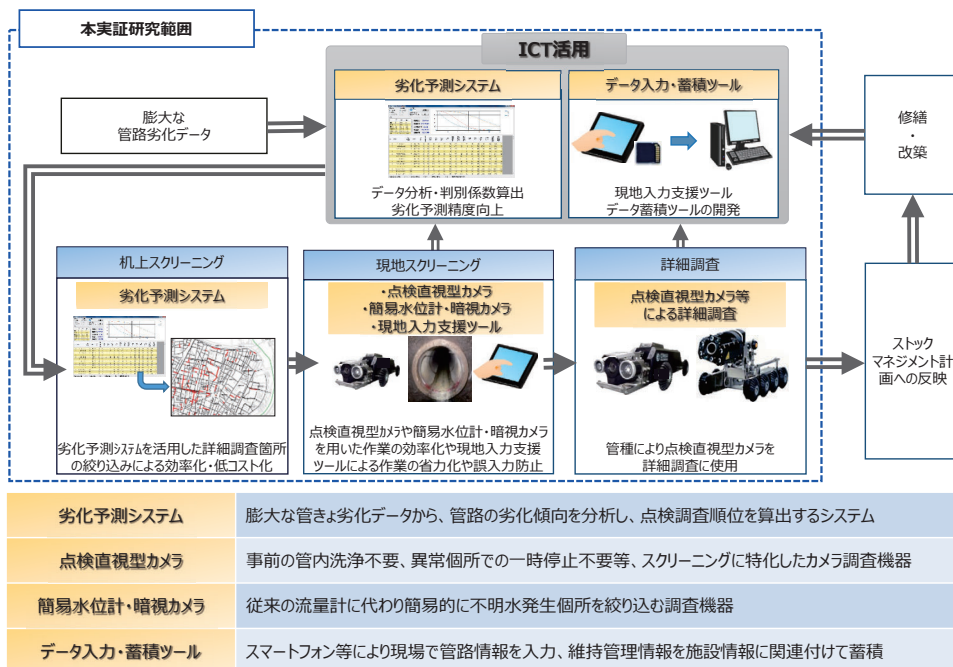 本実証研究範囲
ICT活用
劣化予測システム
データ入力・蓄積ツール
膨大な
管路劣化データ
修繕
・
改築
データ分析・判別係数算出
劣化予測精度向上
現地入力支援ツール
データ蓄積ツールの開発
机上スクリーニング
劣化予測システム
劣化予測システムを活用した詳細調査箇所
の絞り込みによる効率化・低コスト化
現地スクリーニング
・点検直視型カメラ
・簡易水位計・暗視カメラ
・現地入力支援ツール
点検直視型カメラや簡易水位計・暗視カメラ
を用いた作業の効率化や現地入力支援
ツールによる作業の省力化や誤入力防止
詳細調査
点検直視型カメラ等
による詳細調査
管種により点検直視型カメラを
詳細調査に使用
ストック
マネジメント計
画への反映
劣化予測システム 膨大な管きょ劣化データから、管路の劣化傾向を分析し、点検調査順位を算出するシステム
点検直視型カメラ 事前の管内洗浄不要、異常個所での一時停止不要等、スクリーニングに特化したカメラ調査機器
簡易水位計・暗視カメラ 従来の流量計に代わり簡易的に不明水発生個所を絞り込む調査機器
データ入力・蓄積ツール スマートフォン等により現場で管路情報を入力、維持管理情報を施設情報に関連付けて蓄積